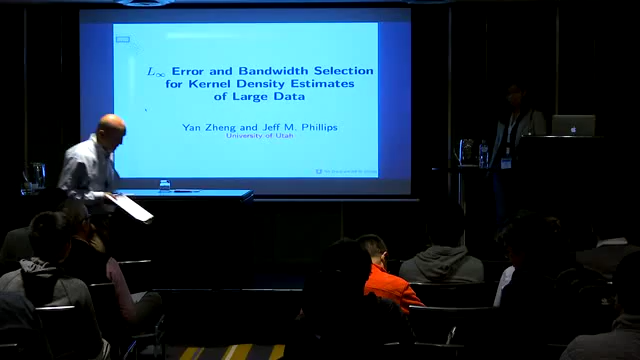 L∞ Error and Bandwidth Selection
for Kernel Density Estimates
of Large Data
Yan Zheng and Jeff M. Phillips
University of Utah